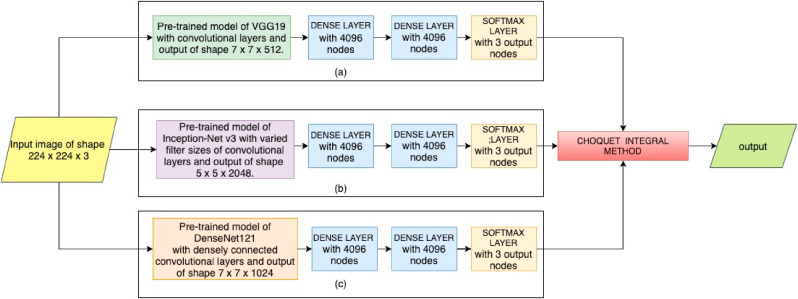 Input image of shape
224 x 224 x 3
Pre-trained model of VGG19
with convolutional layers and
output of shape 7 x 7 x 512.
DENSE LAYER
with 4096
nodes
DENSE LAYER
with 4096
nodes
SOFTMAX
LAYER
with 3 output
nodes
(a)
Pre-trained model of
Inception-Net v3 with varied
filter sizes of convolutional
layers and output of shape
5 x 5 x 2048.
DENSE LAYER
with 4096
nodes
DENSE LAYER
with 4096
nodes
SOFTMAX
;LAYER
with 3 output
nodes
(b)
Pre-trained model of
DenseNet121
with densely connected
convolutional layers and output
of shape 7 x 7 x 1024
DENSE LAYER
with 4096
nodes
DENSE LAYER
with 4096
nodes
SOFTMAX
LAYER
with 3 output
nodes
(c)
CHOQUET INTEGRAL
METHOD
output